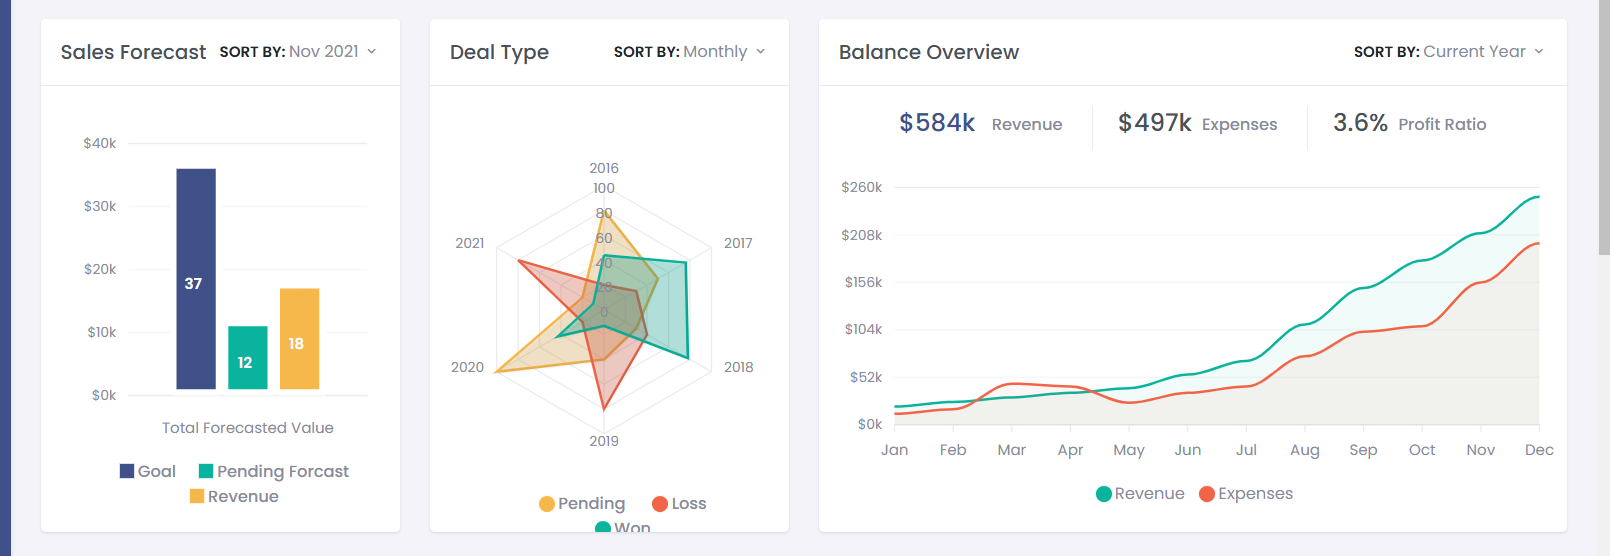 Sales Forecast SORT BY: Nov 2021
$40k
$30k
$20k
$10k
$0k
37
12
18
Total Forecasted Value
Goal Pending Forcast
Revenue
Deal Type SORT BY: Monthly
2016
100
80
60
40
20
0
2021
2017
2020
2018
2019
Pending Loss
Won
Balance Overview SORT BY: Current Year
$584k Revenue $497k Expenses 3.6% Profit Ratio
$260k
$208k
$156k
$104k
$52k
$0k
Jan Feb Mar Apr May Jun Jul Aug Sep Oct Nov Dec
Revenue Expenses